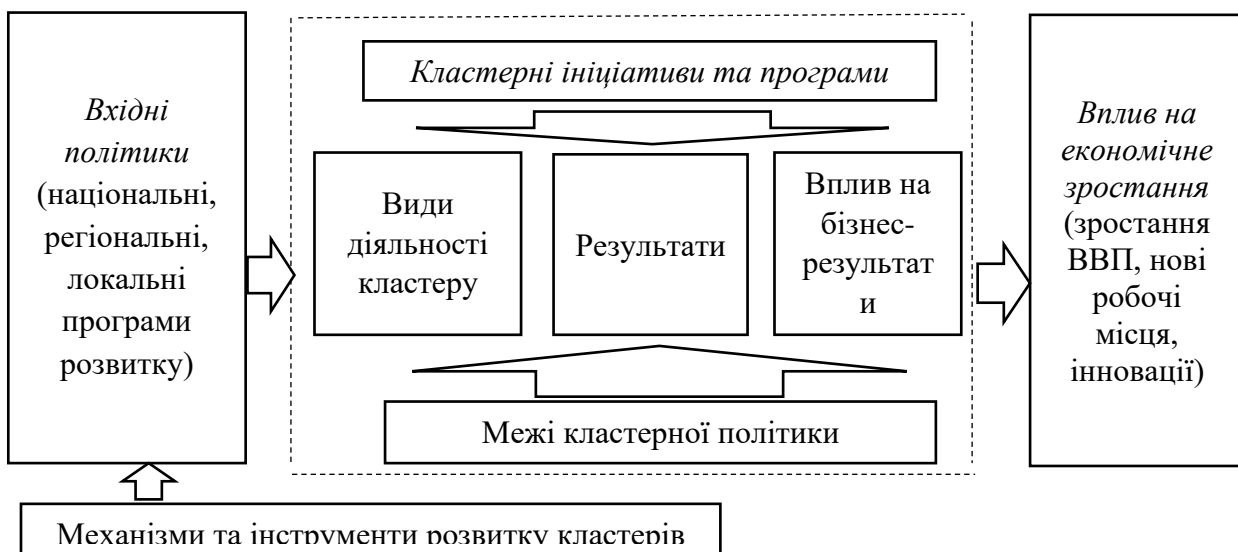 Вхідні
політики
(національні,
регіональні,
локальні
програми
розвитку)
Кластерні ініціативи та програми
Види
діяльності
кластеру
Результати
Вплив на
бізнес-
результат
и
Межі кластерної політики
Вплив на
економічне
зростання
(зростання
ВВП, нові
робочі
місця,
інновації)
Механізми та інструменти розвитку кластерів